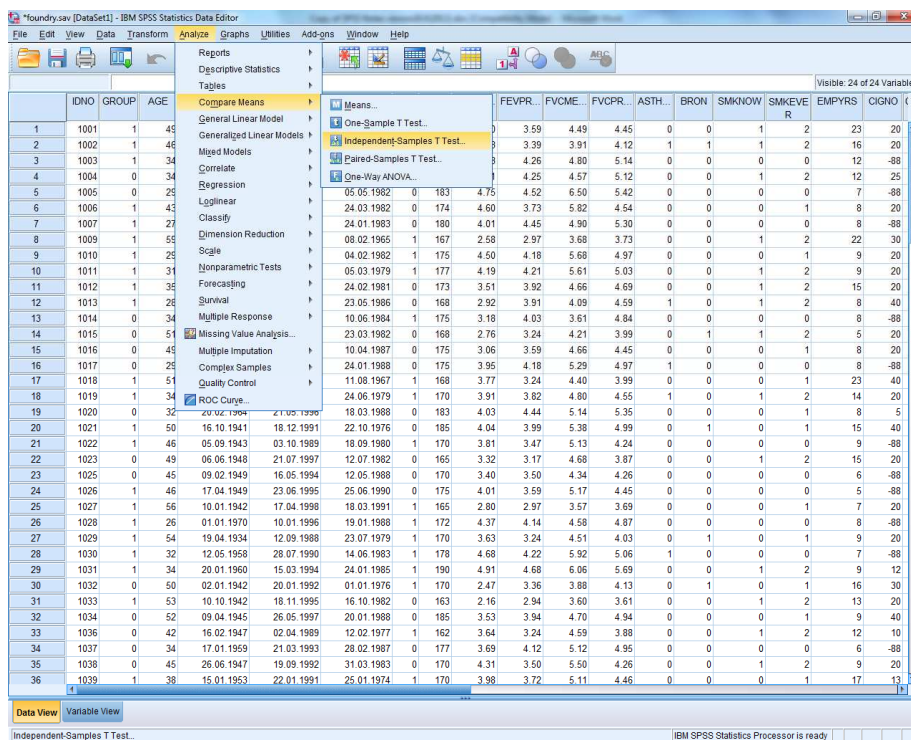 *foundry.sav [DataSet1] - IBM SPSS Statistics Data Editor
File Edit View Data Transform Analyze Graphs Utilities Add-ons Window Help
Visible: 24 of 24 Variable
Reports
Descriptive Statistics
Tables
Compare Means
General Linear Model
Generalized Linear Models
Mixed Models
Correlate
Regression
Loglinear
Classify
Dimension Reduction
Scale
Nonparametric Tests
Forecasting
Survival
Multiple Response
Missing Value Analysis...
Multiple Imputation
Complex Samples
Quality Control
ROC Curve...
Means...
One-Sample T Test...
Independent-Samples T Test...
Paired-Samples T Test...
One-Way ANOVA...
IDNO GROUP AGE FEVPR... FVCME... FVCPR... ASTH... BRON SMKNOW SMKEVER EMPYRS CIGNO
1 1001 1 49 3.59 4.49 4.45 0 0 1 2 23 20
2 1002 1 46 3.39 3.91 4.12 1 1 1 2 16 20
3 1003 1 34 4.26 4.80 5.14 0 0 0 0 12 -88
4 1004 0 34 4.25 4.57 5.12 0 0 1 2 12 25
5 1005 0 29 05.05.1982 0 183 4.75 4.52 6.50 5.42 0 0 0 0 7 -88
6 1006 1 43 24.03.1982 0 174 4.60 3.73 5.82 4.54 0 0 0 1 8 20
7 1007 1 27 24.01.1983 0 180 4.01 4.45 4.90 5.30 0 0 0 0 8 -88
8 1009 1 59 08.02.1965 1 167 2.58 2.97 3.68 3.73 0 0 1 2 22 30
9 1010 1 29 04.02.1982 1 175 4.50 4.18 5.68 4.97 0 0 0 1 9 20
10 1011 1 31 05.03.1979 1 177 4.19 4.21 5.61 5.03 0 0 1 2 9 20
11 1012 1 35 24.02.1981 0 173 3.51 3.92 4.66 4.69 0 0 1 2 15 20
12 1013 1 28 23.05.1986 0 168 2.92 3.91 4.09 4.59 1 0 1 2 8 40
13 1014 0 34 10.06.1984 1 175 3.18 4.03 3.61 4.84 0 0 0 0 8 -88
14 1015 0 51 23.03.1982 0 168 2.76 3.24 4.21 3.99 0 1 1 2 5 20
15 1016 0 45 10.04.1987 0 175 3.06 3.59 4.66 4.45 0 0 0 1 8 20
16 1017 0 29 24.01.1988 0 175 3.95 4.18 5.29 4.97 1 0 0 0 8 -88
17 1018 1 51 11.08.1967 1 168 3.77 3.24 4.40 3.99 0 0 0 1 23 40
18 1019 1 34 24.06.1979 1 170 3.91 3.82 4.80 4.55 1 0 1 2 14 20
19 1020 0 32 20.02.1964 21.05.1996 18.03.1988 0 183 4.03 4.44 5.14 5.35 0 0 0 1 8 5
20 1021 1 50 16.10.1941 18.12.1991 22.10.1976 0 185 4.04 3.99 5.38 4.99 0 1 0 1 15 40
21 1022 1 46 05.09.1943 03.10.1989 18.09.1980 1 170 3.81 3.47 5.13 4.24 0 0 0 0 9 -88
22 1023 0 49 06.06.1948 21.07.1997 12.07.1982 0 165 3.32 3.17 4.68 3.87 0 0 1 2 15 20
23 1025 0 45 09.02.1949 16.05.1994 12.05.1988 0 170 3.40 3.50 4.34 4.26 0 0 0 0 6 -88
24 1026 1 46 17.04.1949 23.06.1995 25.06.1990 0 175 4.01 3.59 5.17 4.45 0 0 0 0 5 -88
25 1027 1 56 10.01.1942 17.04.1998 18.03.1991 1 165 2.80 2.97 3.57 3.69 0 0 0 1 7 20
26 1028 1 26 01.01.1970 10.01.1996 19.01.1988 1 172 4.37 4.14 4.58 4.87 0 0 0 0 8 -88
27 1029 1 54 19.04.1934 12.09.1988 23.07.1979 0 170 3.63 3.24 4.51 4.03 0 1 0 1 9 20
28 1030 1 32 12.05.1958 28.07.1990 14.06.1983 1 178 4.68 4.22 5.92 5.06 1 0 0 0 7 -88
29 1031 1 34 20.01.1960 15.03.1994 24.01.1985 1 190 4.91 4.68 6.06 5.69 0 0 1 2 9 12
30 1032 0 50 02.01.1942 20.01.1992 01.01.1976 1 170 2.47 3.36 3.88 4.13 0 1 0 1 16 30
31 1033 1 53 10.10.1942 18.11.1995 16.10.1982 0 163 2.16 2.94 3.60 3.61 0 0 1 2 13 20
32 1034 0 52 09.04.1945 26.05.1997 20.01.1988 0 185 3.53 3.94 4.70 4.94 0 0 0 1 9 40
33 1036 0 42 16.02.1947 02.04.1989 12.02.1977 1 162 3.64 3.24 4.59 3.88 0 0 1 2 12 10
34 1037 0 34 17.01.1959 21.03.1993 28.02.1987 0 177 3.69 4.12 5.12 4.95 0 0 0 0 6 -88
35 1038 0 45 26.06.1947 19.09.1992 31.03.1983 0 170 4.31 3.50 5.50 4.26 0 0 1 2 9 20
36 1039 1 38 15.01.1953 22.01.1991 25.01.1974 1 170 3.98 3.72 5.11 4.46 0 0 0 1 17 13
Data View Variable View
Independent-Samples T Test... IBM SPSS Statistics Processor is ready